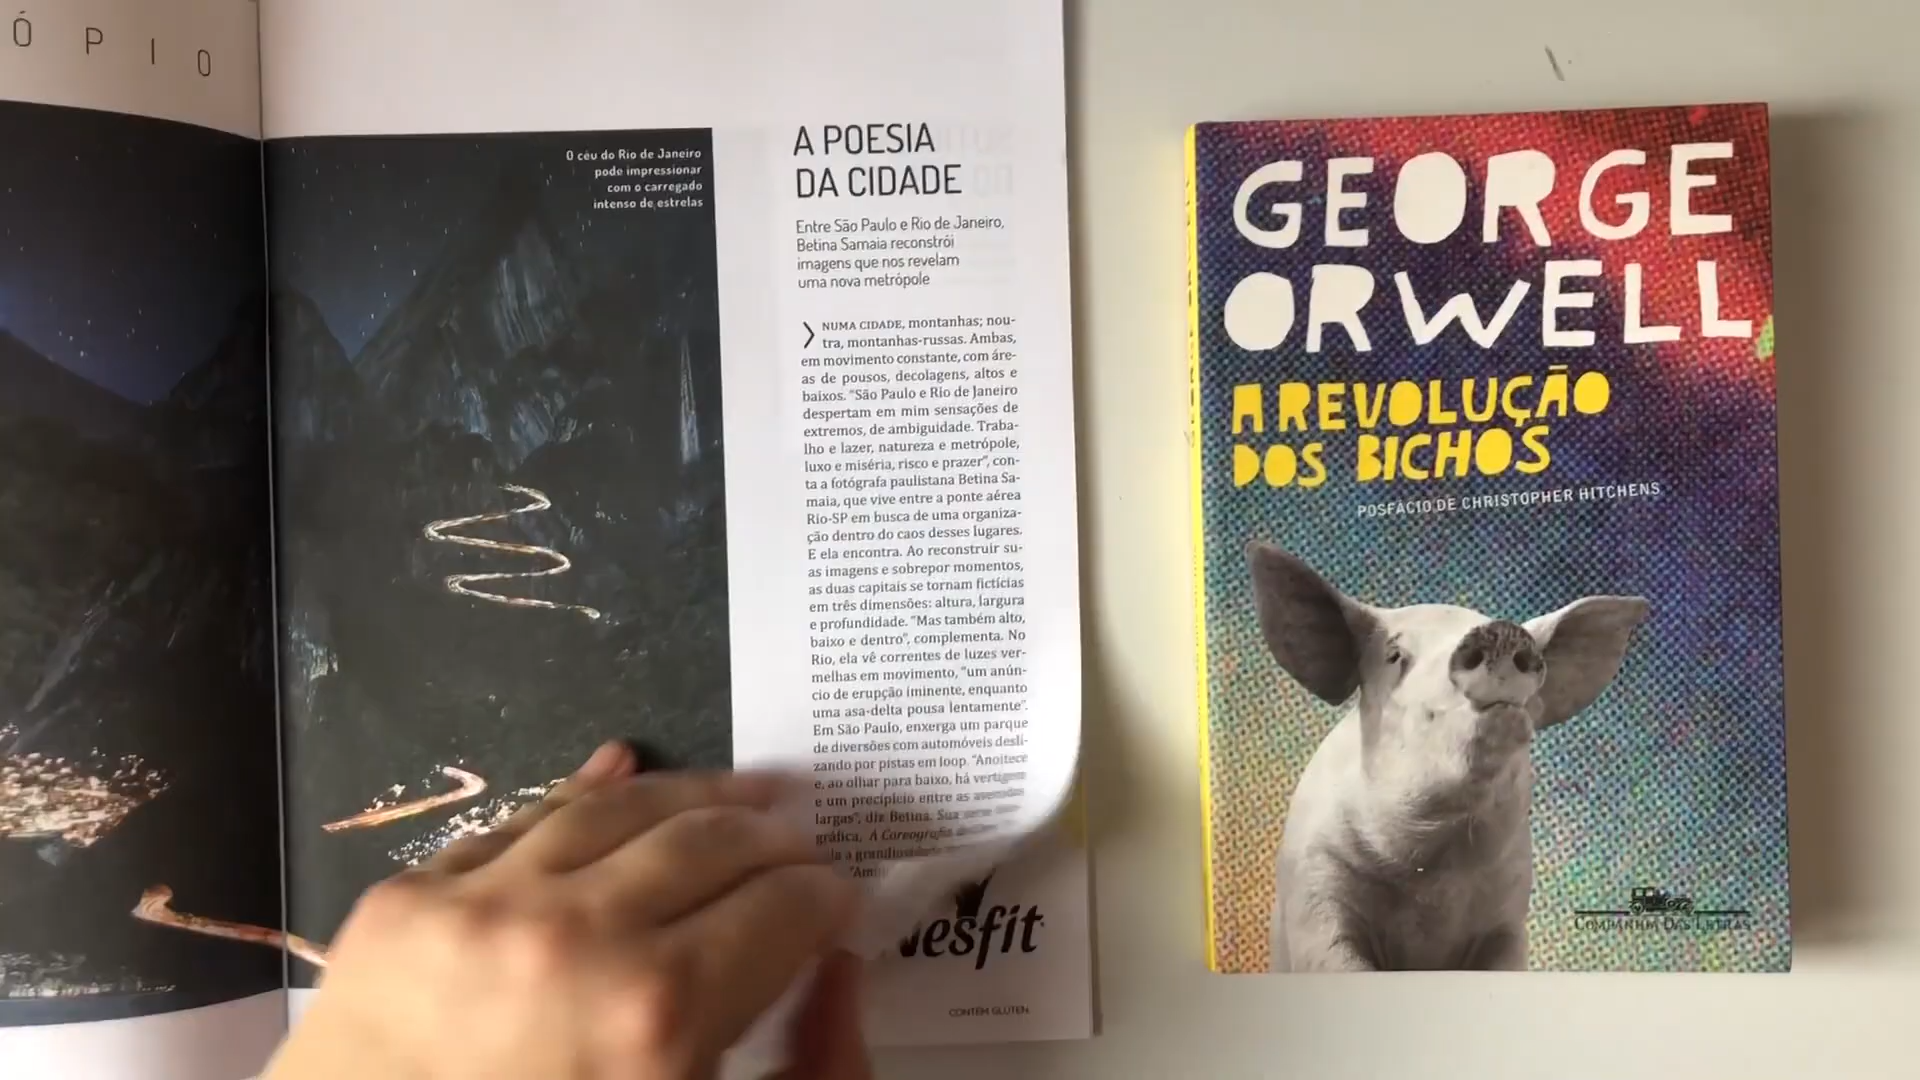 ÓPIO
O céu do Rio de Janeiro
pode impressionar
com o carregado
intenso de estrelas
A POESIA
DA CIDADE
Entre São Paulo e Rio de Janeiro,
Betina Samaia reconstrói
imagens que nos revelam
uma nova metrópole
NUMA CIDADE, montanhas; nou-
tra, montanhas-russas. Ambas,
em movimento constante, com áre-
as de pousos, decolagens, altos e
baixos. “São Paulo e Rio de Janeiro
despertam em mim sensações de
extremos, de ambiguidade. Traba-
lho e lazer, natureza e metrópole,
luxo e miséria, risco e prazer”, con-
ta a fotógrafa paulistana Betina Sa-
maia, que vive entre a ponte aérea
Rio-SP em busca de uma organiza-
ção dentro do caos desses lugares.
E ela encontra. Ao reconstruir su-
as imagens e sobrepor momentos,
as duas capitais se tornam fictícias
em três dimensões: altura, largura
e profundidade. “Mas também alto,
baixo e dentro”, complementa. No
Rio, ela vê correntes de luzes ver-
melhas em movimento, “um anún-
cio de erupção iminente, enquanto
uma asa-delta pousa lentamente”.
Em São Paulo, enxerga um parque
de diversões com automóveis desli-
zando por pistas em loop. “Anoitece
e, ao olhar para baixo, há vertigem
e um precipício entre as avenidas
largas”, diz Betina. Sua
gráfica, A Coreografia
a grandiosidade
nesfit
CONTÉM GLÚTEN
GEORGE
ORWELL
A REVOLUÇÃO
DOS BICHOS
POSFÁCIO DE CHRISTOPHER HITCHENS
COMPANHIA DAS LETRAS